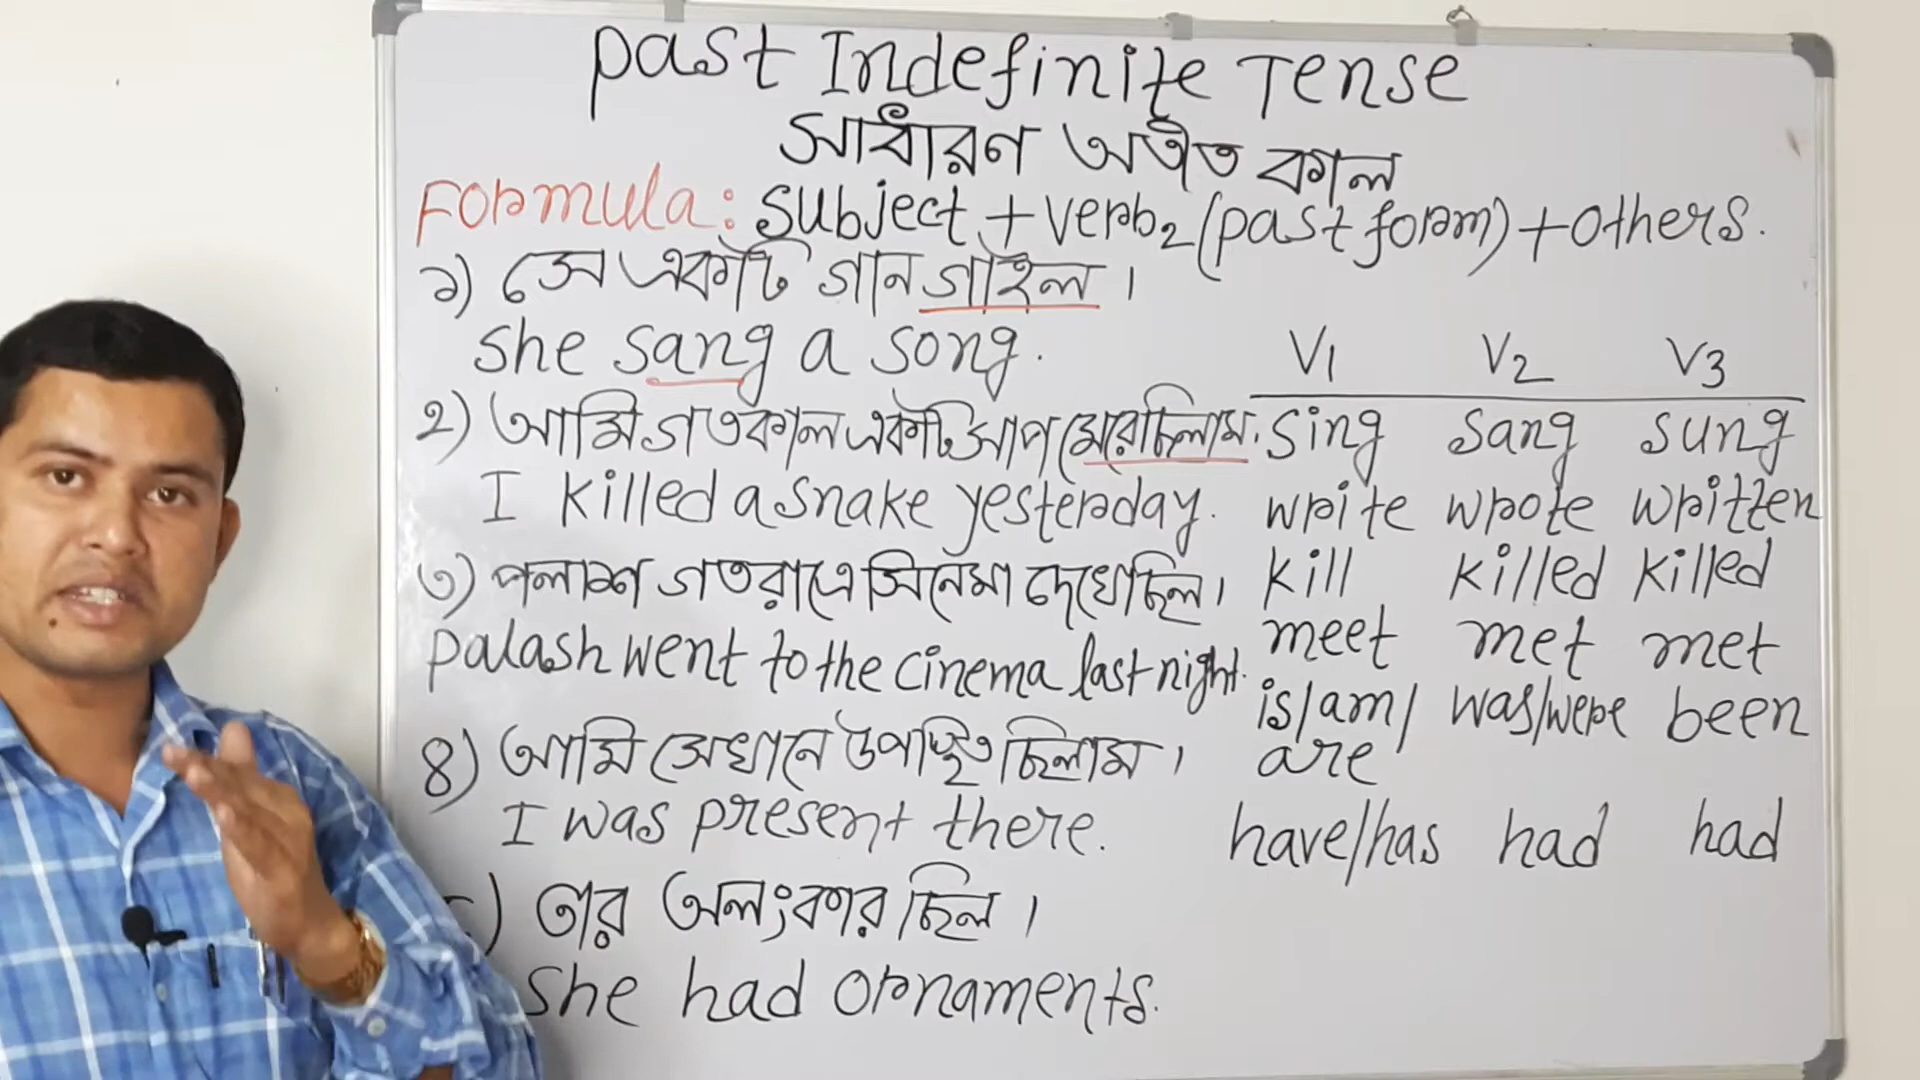 Past Indefinite Tense
সাধারণ অতীত কাল
Formula: Subject + Verb2 (past form) + others.
১) সে একটি গান গাইল।
She sang a song.
V1 V2 V3
২) আমি গতকাল একটি সাপ মেরেছিলাম।
sing sang sung
I killed a snake yesterday.
write wrote written
৩) পলাশ গতরাত্রে সিনেমা দেখেছিল।
kill killed killed
Palash went to the cinema last night.
meet met met
is/am/ was/were been
are
৪) আমি সেখানে উপস্থিত ছিলাম।
I was present there.
have/has had had
) তার অলংকার ছিল।
She had ornaments.